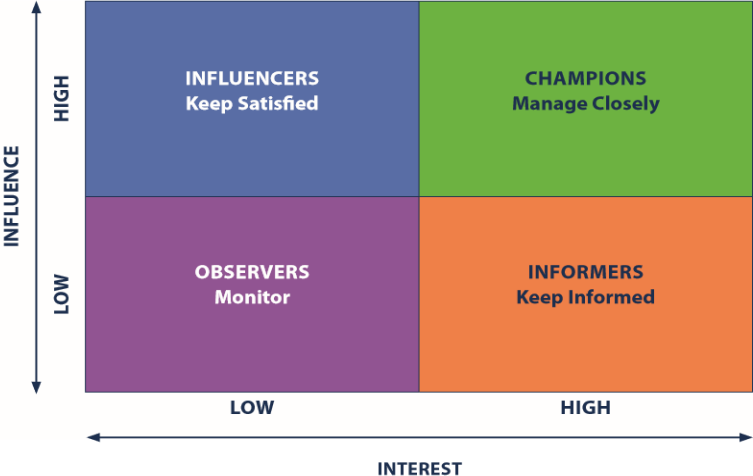 INFLUENCE
HIGH
LOW
INFLUENCERS
Keep Satisfied
CHAMPIONS
Manage Closely
OBSERVERS
Monitor
INFORMERS
Keep Informed
LOW
HIGH
INTEREST